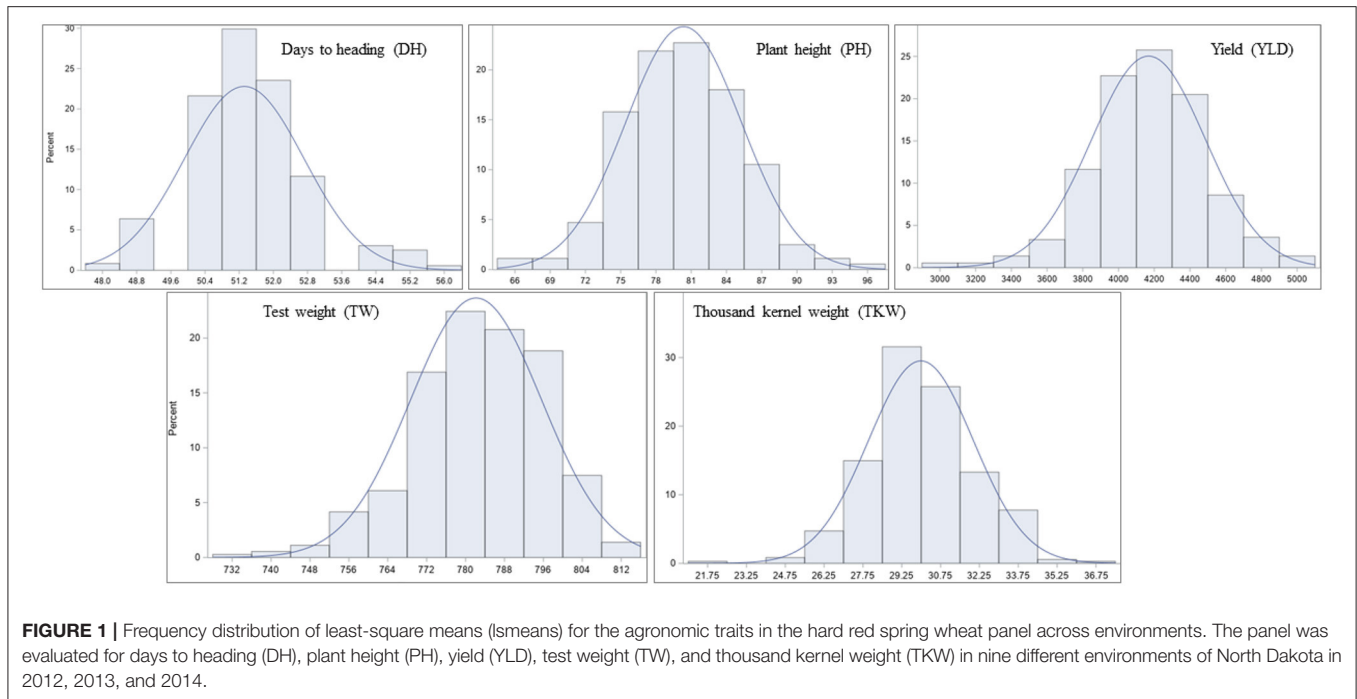 Days to heading (DH)
Percent
30
25
20
15
10
5
0
48.0 48.8 49.6 50.4 51.2 52.0 52.8 53.6 54.4 55.2 56.0
Plant height (PH)
20
15
10
5
0
66 69 72 75 78 81 84 87 90 93 96
Yield (YLD)
25
20
15
10
5
0
3000 3200 3400 3600 3800 4000 4200 4400 4600 4800 5000
Test weight (TW)
Percent
20
15
10
5
0
732 740 748 756 764 772 780 788 796 804 812
Thousand kernel weight (TKW)
30
20
10
0
21.75 23.25 24.75 26.25 27.75 29.25 30.75 32.25 33.75 35.25 36.75
FIGURE 1 | Frequency distribution of least-square means (lsmeans) for the agronomic traits in the hard red spring wheat panel across environments. The panel was
evaluated for days to heading (DH), plant height (PH), yield (YLD), test weight (TW), and thousand kernel weight (TKW) in nine different environments of North Dakota in
2012, 2013, and 2014.